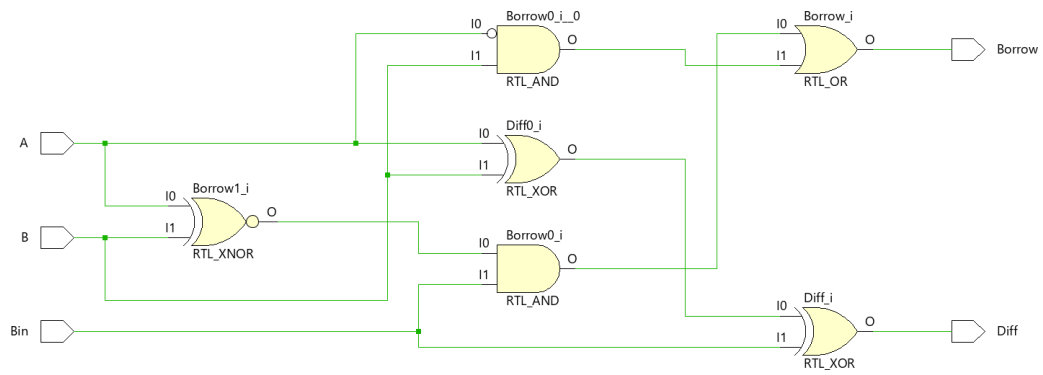 Borrow0_i__0
I0
O
I1
RTL_AND
Borrow_i
I0
O
Borrow
I1
RTL_OR
A
Diff0_i
I0
O
I1
RTL_XOR
Borrow1_i
I0
O
I1
RTL_XNOR
B
Borrow0_i
I0
O
I1
RTL_AND
Bin
Diff_i
I0
O
Diff
I1
RTL_XOR